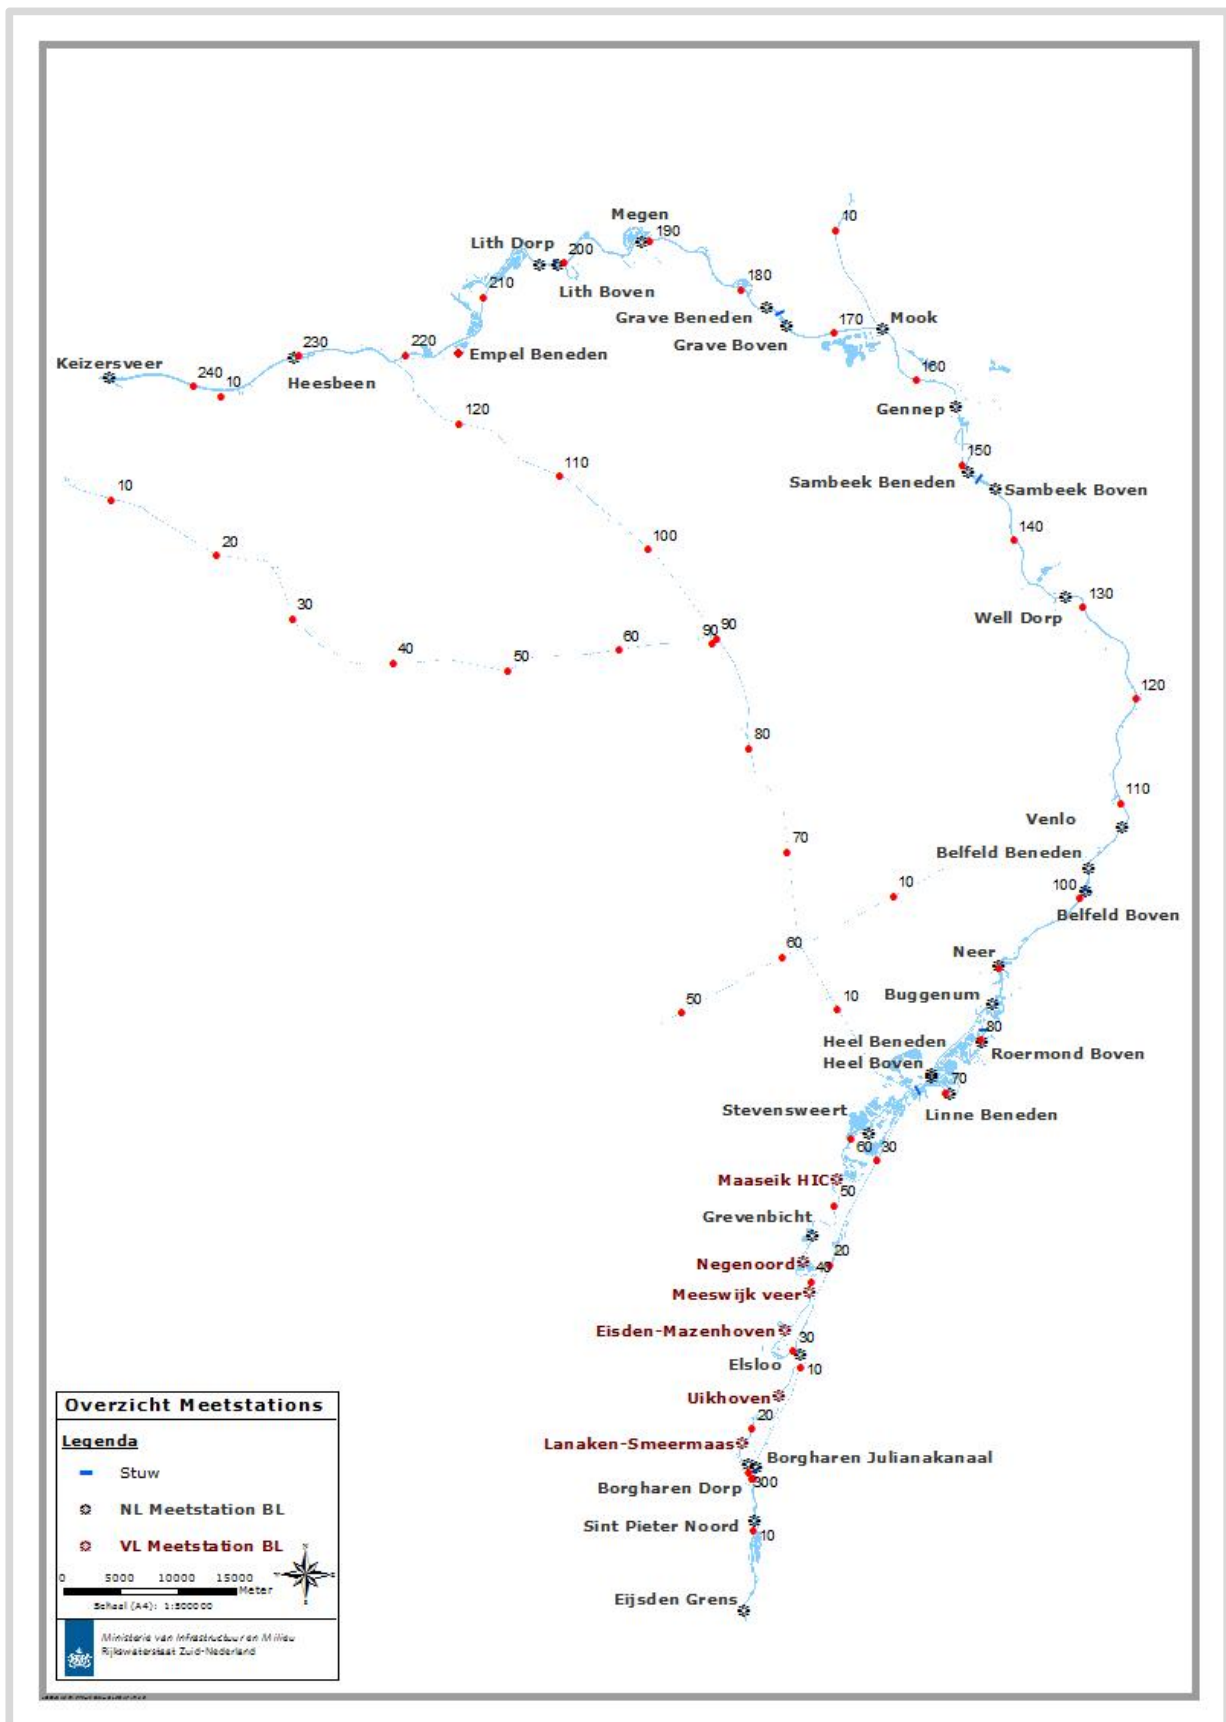 Megen
190
10
Lith Dorp
200
180
210
Lith Boven
Grave Beneden
170
Mook
Grave Boven
230
220
Empel Beneden
Keizersveer
240
10
Heesbeen
160
Gennep
120
150
110
Sambeek Beneden
Sambeek Boven
10
140
20
100
130
30
Well Dorp
90
90
60
40
50
120
80
110
Venlo
70
Belfeld Beneden
10
100
Belfeld Boven
60
Neer
50
10
Buggenum
80
Heel Beneden
Roermond Boven
Heel Boven
70
Stevensweert
Linne Beneden
60
30
Maaseik HIC
50
Grevenbicht
20
Negenoord
40
Meeswijk veer
Eisden-Mazenhoven
30
Elsloo
10
Uikhoven
20
Lanaken-Smeermaas
Borgharen Julianakanaal
Borgharen Dorp
300
Sint Pieter Noord
10
Eijsden Grens
Overzicht Meetstations
Legenda
Stuw
NL Meetstation BL
VL Meetstation BL
0 5000 10000 15000
Meter
Schaal (A4): 1:500000
Ministerie van Infrastructuur en Milieu
Rijkswaterstaat Zuid-Nederland